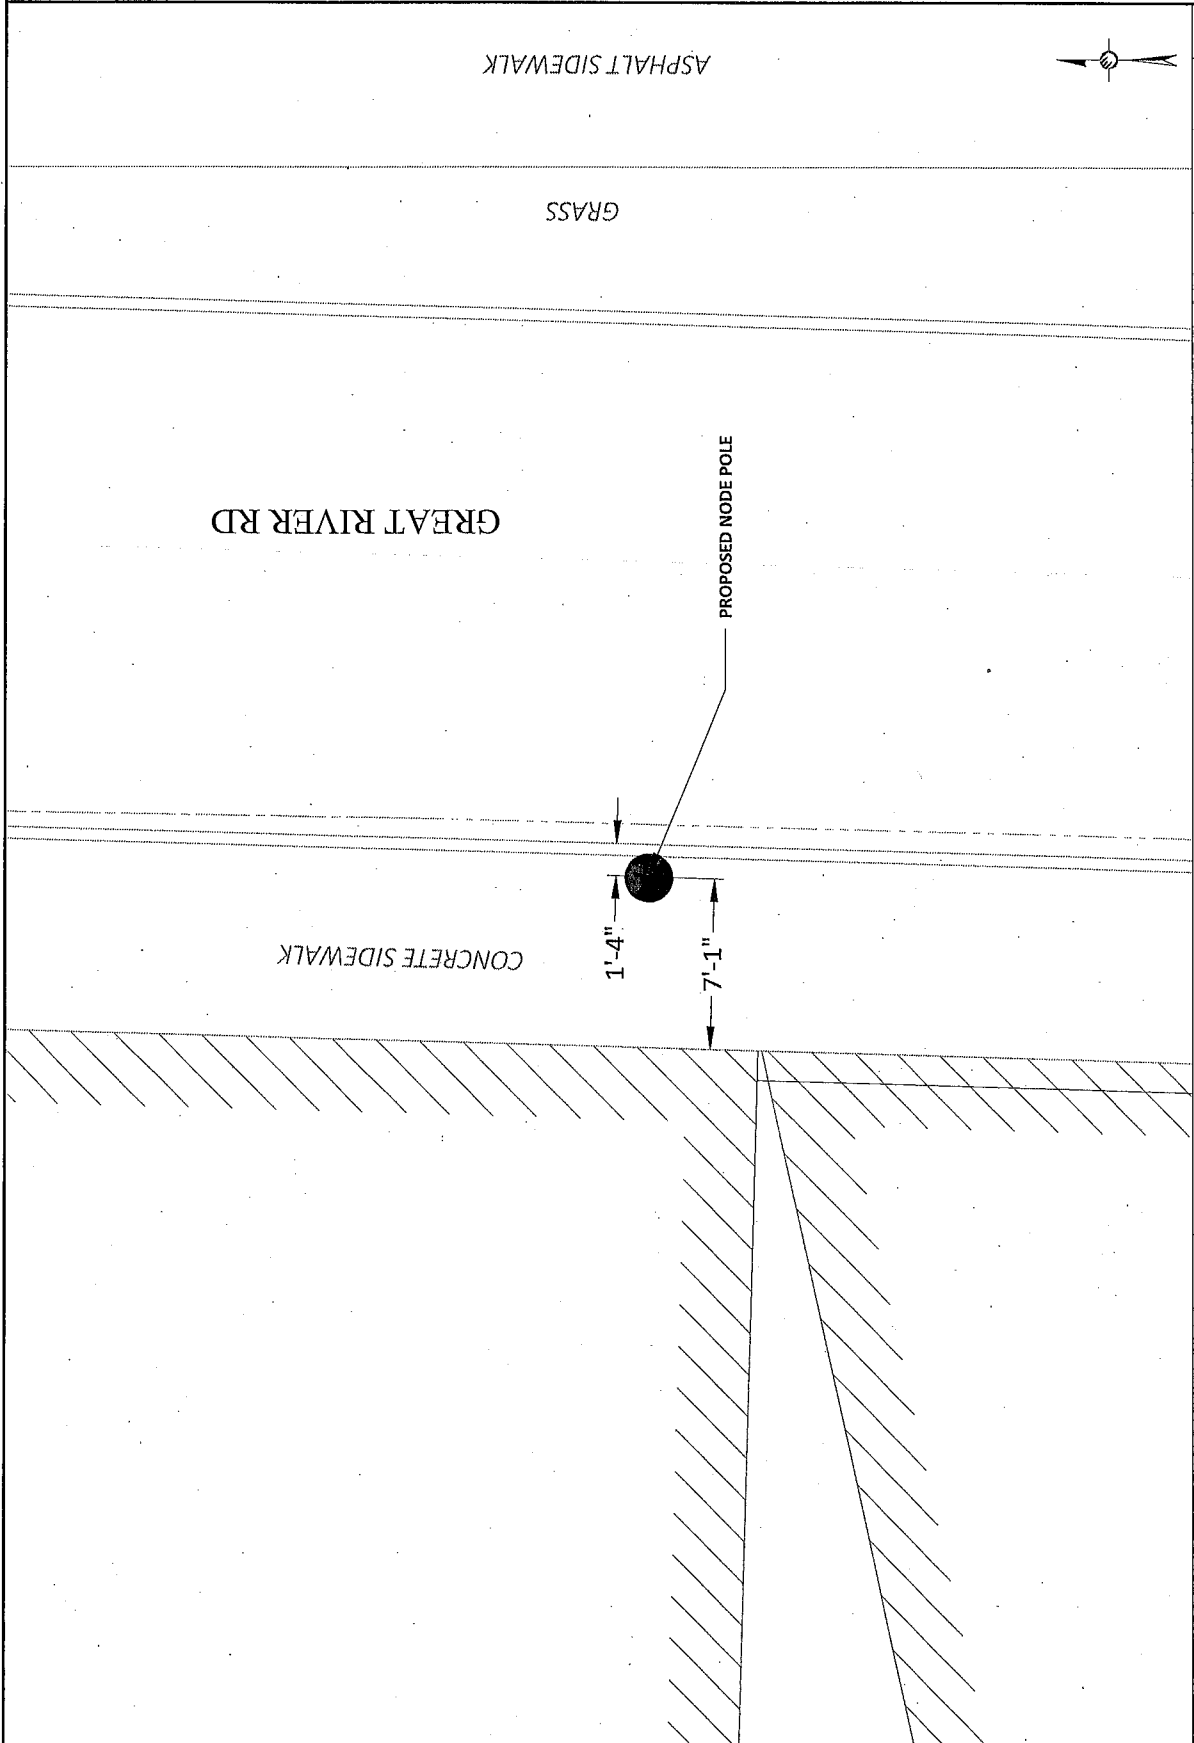 ASPHALT SIDEWALK
GRASS
GREAT RIVER RD
PROPOSED NODE POLE
CONCRETE SIDEWALK
1'-4"
7'-1"